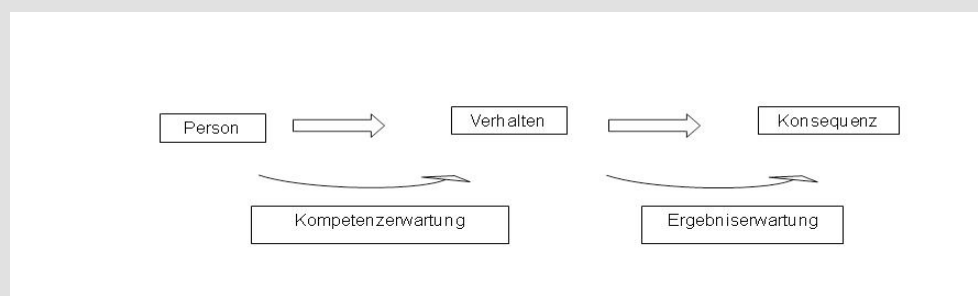 Person
Verhalten
Konsequenz
Kompetenzerwartung
Ergebniserwartung